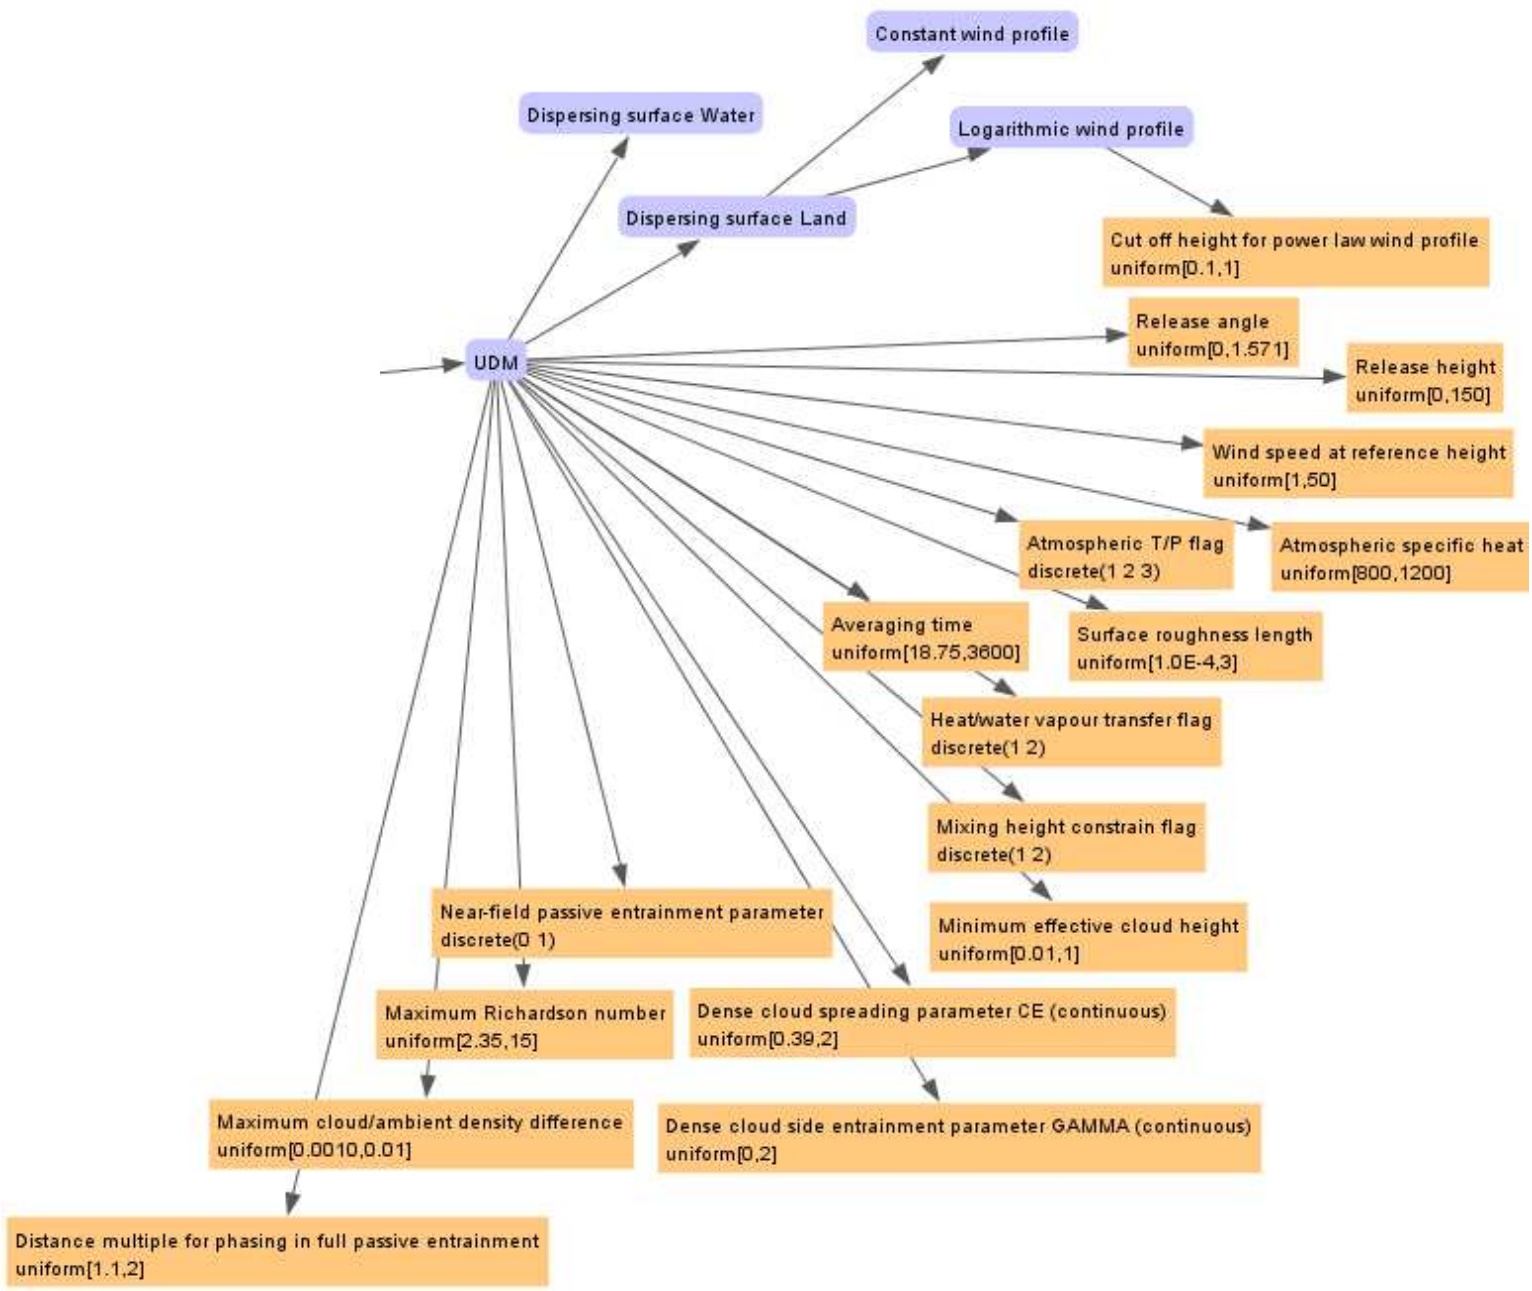 Constant wind profile
Dispersing surface Water
Logarithmic wind profile
Dispersing surface Land
Cut off height for power law wind profile
uniform[0.1,1]
Release angle
uniform[0,1.571]
UDM
Release height
uniform[0,150]
Wind speed at reference height
uniform[1,50]
Atmospheric T/P flag
discrete(1 2 3)
Atmospheric specific heat
uniform[800,1200]
Averaging time
uniform[18.75,3600]
Surface roughness length
uniform[1.0E-4,3]
Heat/water vapour transfer flag
discrete(1 2)
Mixing height constrain flag
discrete(1 2)
Near-field passive entrainment parameter
discrete(0 1)
Minimum effective cloud height
uniform[0.01,1]
Maximum Richardson number
uniform[2.35,15]
Dense cloud spreading parameter CE (continuous)
uniform[0.39,2]
Maximum cloud/ambient density difference
uniform[0.0010,0.01]
Dense cloud side entrainment parameter GAMMA (continuous)
uniform[0,2]
Distance multiple for phasing in full passive entrainment
uniform[1.1,2]